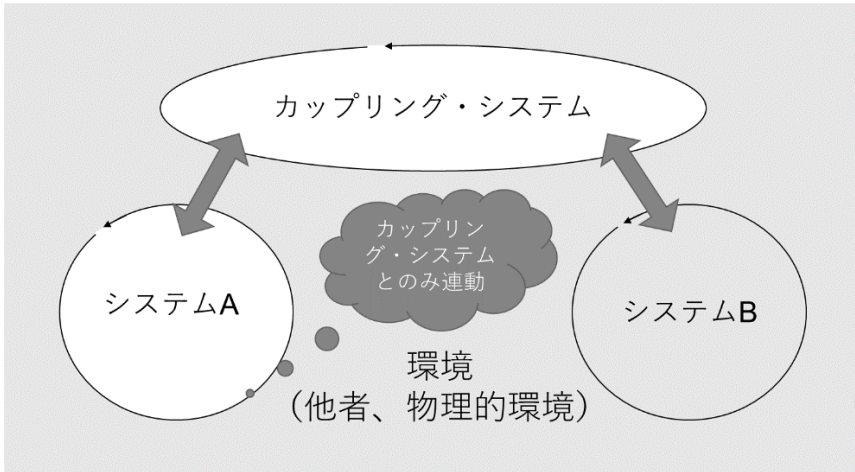 カップリング・システム
カップリン
グ・システム
とのみ連動
システムA
システムB
環境
（他者、物理的環境）